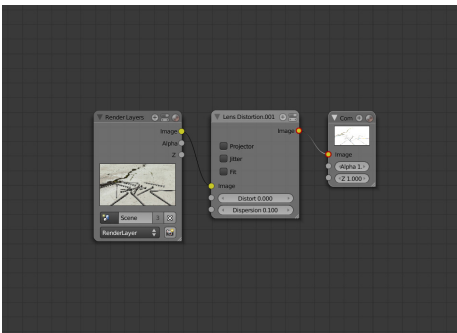 Render Layers
Image
Alpha
Z
Scene 3
RenderLayer
Lens Distortion.001
Image
Projector
Jitter
Fit
Image
Distort 0.000
Dispersion 0.100
Com
Image
Alpha 1.
Z 1.000